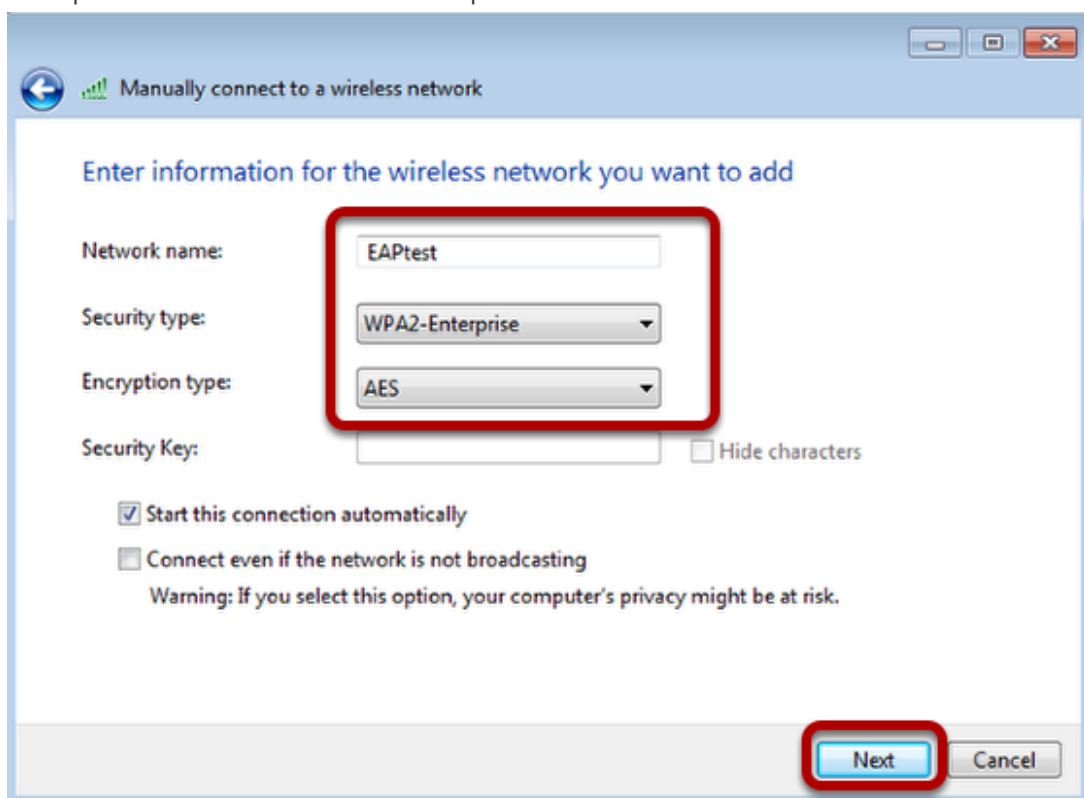 Manually connect to a wireless network
Enter information for the wireless network you want to add
Network name:
EAPtest
Security type:
WPA2-Enterprise
Encryption type:
AES
Security Key:
Hide characters
Start this connection automatically
Connect even if the network is not broadcasting
Warning: If you select this option, your computer's privacy might be at risk.
Next
Cancel